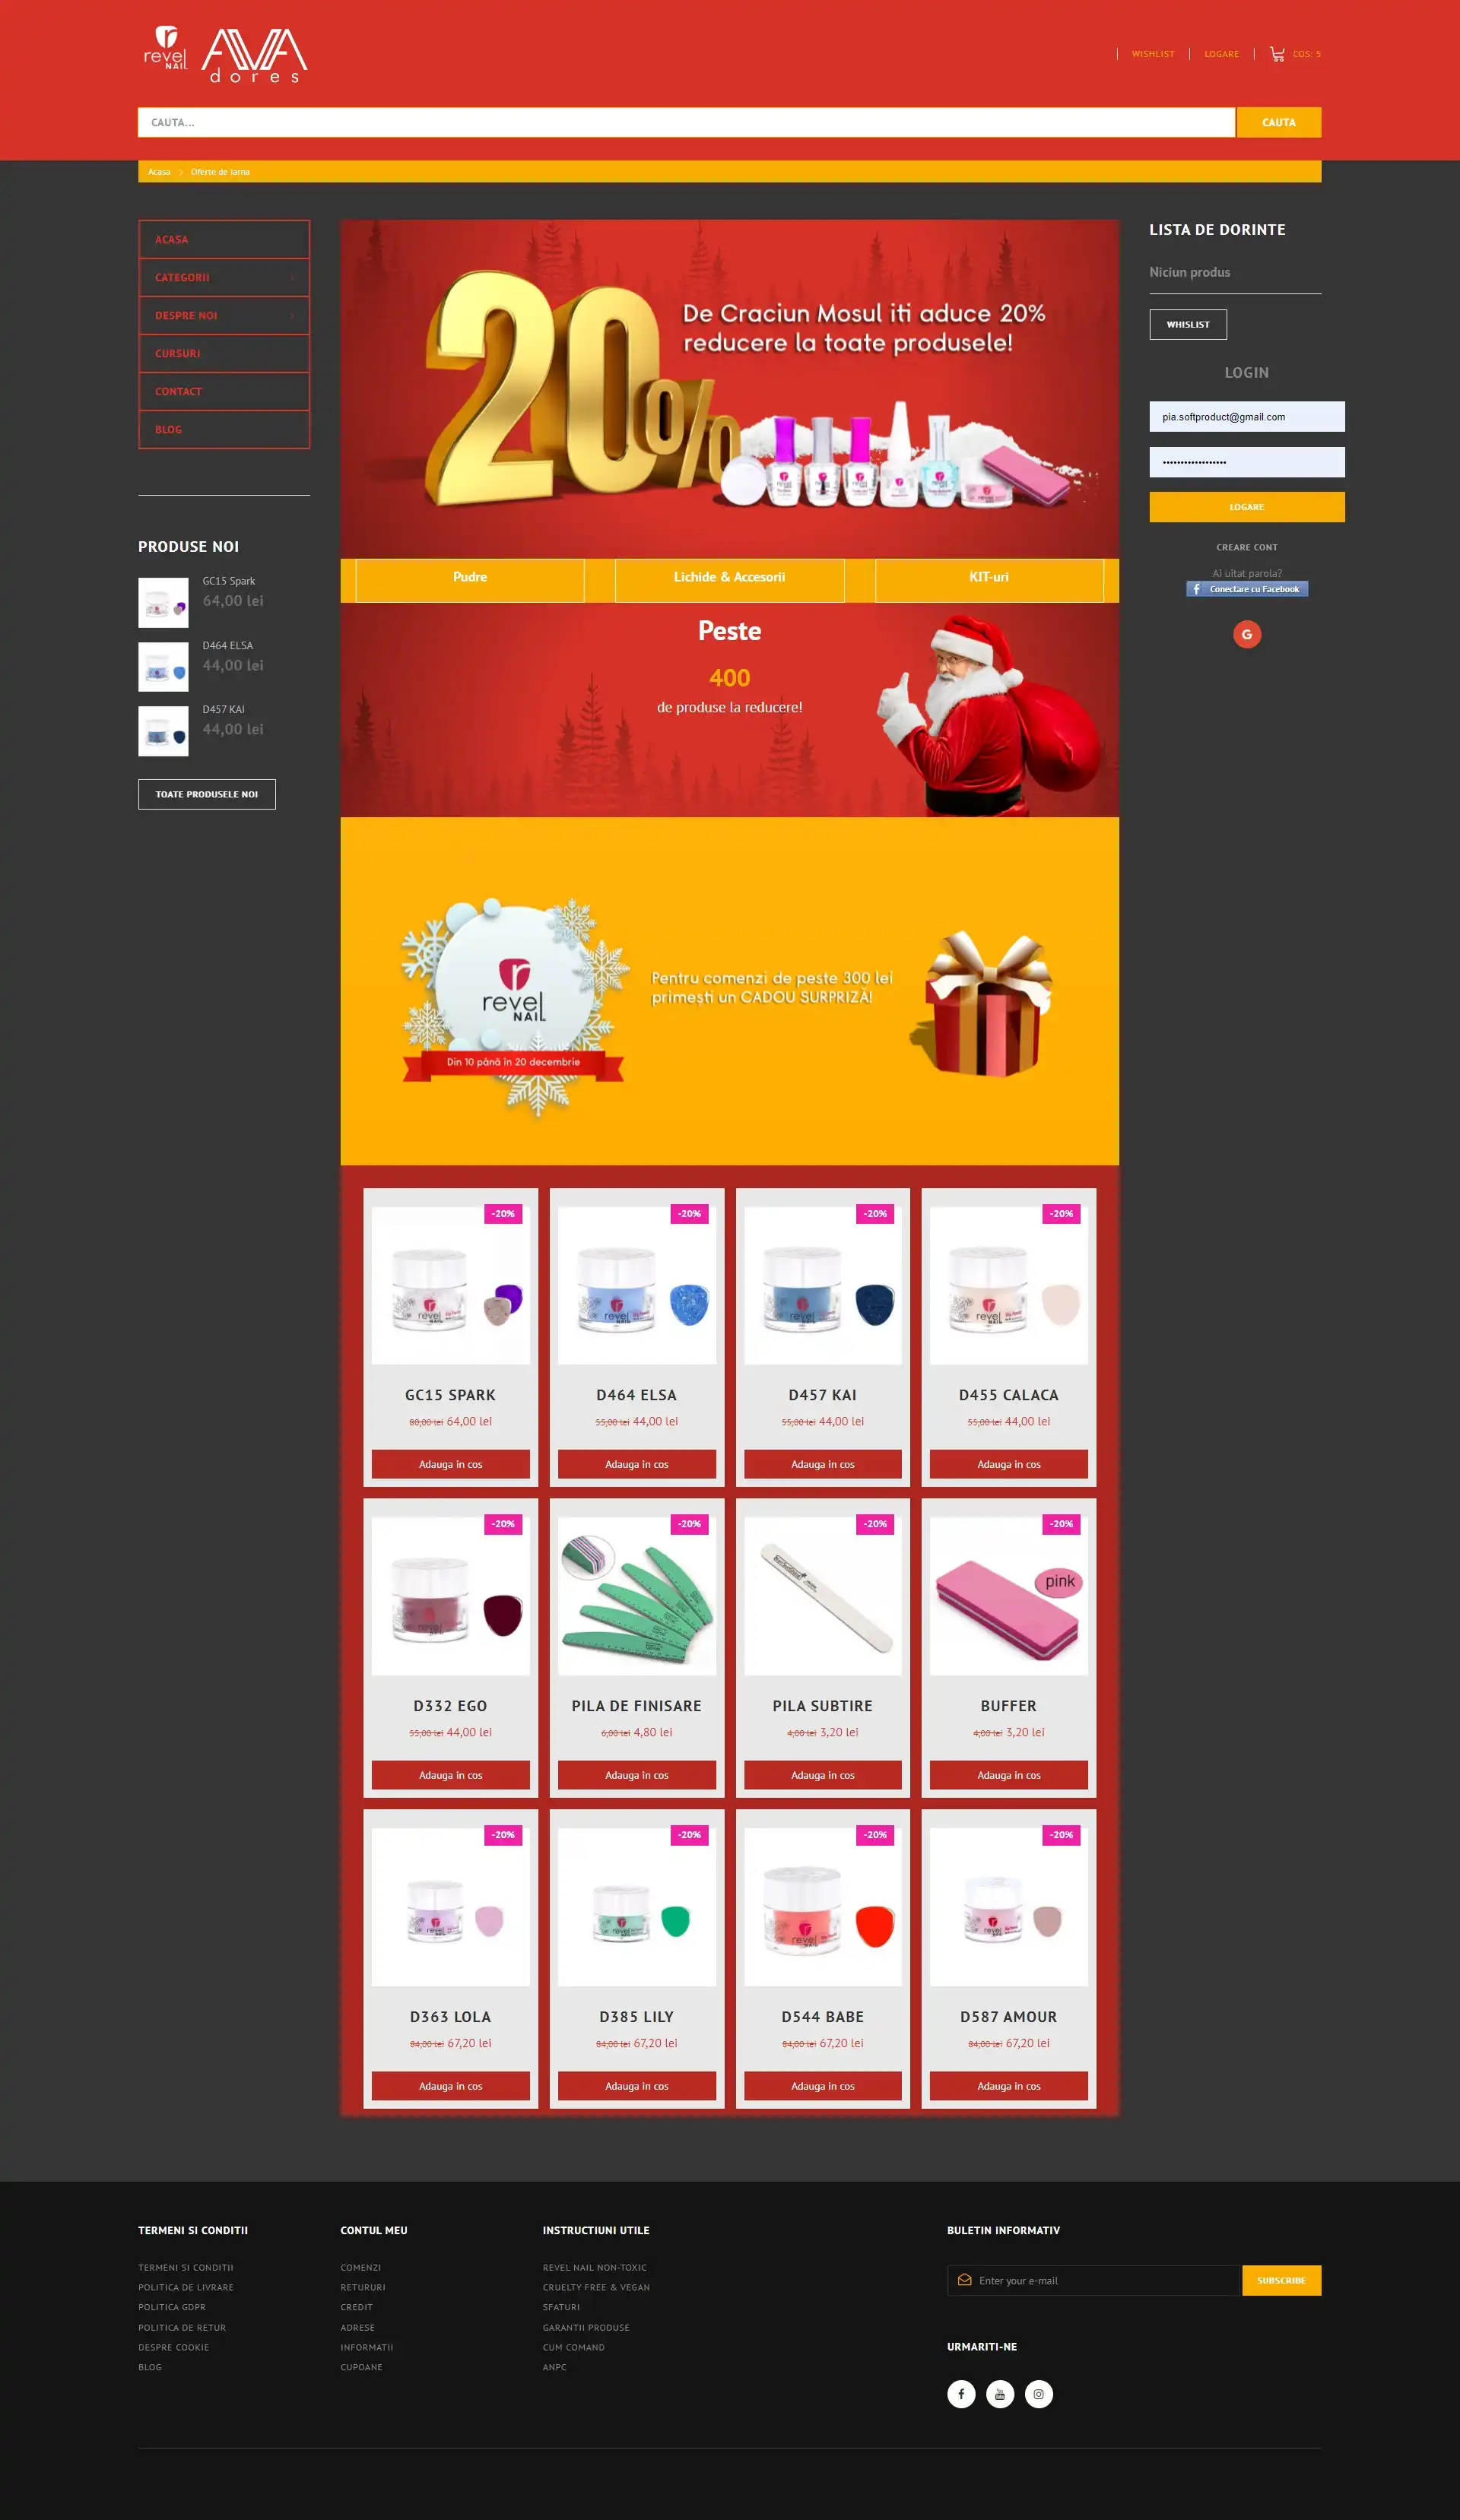 revel
NAIL
AVA
dores
WISHLIST
LOGARE
COS: 5
CAUTA...
CAUTA
Acasa
Oferte de Iarna
ACASA
CATEGORII
DESPRE NOI
CURSURI
CONTACT
BLOG
PRODUSE NOI
GC15 Spark
64,00 lei
D464 ELSA
44,00 lei
D457 KAI
44,00 lei
TOATE PRODUSELE NOI
20%
De Craciun Mosul iti aduce 20%
reducere la toate produsele!
Pudre
Lichide & Accesorii
KIT-uri
Peste
400
de produse la reducere!
revel
NAIL
Din 10 până în 20 decembrie
Pentru comenzi de peste 300 lei
primești un CADOU SURPRIZĂ!
LISTA DE DORINTE
Niciun produs
WHISLIST
LOGIN
pia.softproduct@gmail.com
••••••••••••••••••
LOGARE
CREARE CONT
Ai uitat parola?
Conectare cu Facebook
G
-20%
GC15 SPARK
80,00 lei 64,00 lei
Adauga in cos
-20%
D464 ELSA
55,00 lei 44,00 lei
Adauga in cos
-20%
D457 KAI
55,00 lei 44,00 lei
Adauga in cos
-20%
D455 CALACA
55,00 lei 44,00 lei
Adauga in cos
-20%
D332 EGO
55,00 lei 44,00 lei
Adauga in cos
-20%
PILA DE FINISARE
6,00 lei 4,80 lei
Adauga in cos
-20%
PILA SUBTIRE
4,00 lei 3,20 lei
Adauga in cos
-20%
pink
BUFFER
4,00 lei 3,20 lei
Adauga in cos
-20%
D363 LOLA
84,00 lei 67,20 lei
Adauga in cos
-20%
D385 LILY
84,00 lei 67,20 lei
Adauga in cos
-20%
D544 BABE
84,00 lei 67,20 lei
Adauga in cos
-20%
D587 AMOUR
84,00 lei 67,20 lei
Adauga in cos
TERMENI SI CONDITII
TERMENI SI CONDITII
POLITICA DE LIVRARE
POLITICA GDPR
POLITICA DE RETUR
DESPRE COOKIE
BLOG
CONTUL MEU
COMENZI
RETURURI
CREDIT
ADRESE
INFORMATII
CUPOANE
INSTRUCTIUNI UTILE
REVEL NAIL NON-TOXIC
CRUELTY FREE & VEGAN
SFATURI
GARANTII PRODUSE
CUM COMAND
ANPC
BULETIN INFORMATIV
Enter your e-mail
SUBSCRIBE
URMARITI-NE